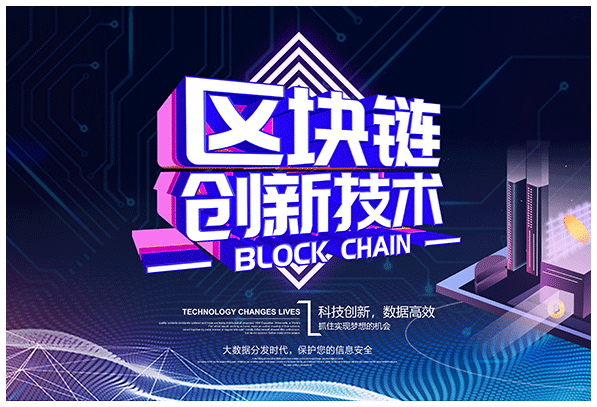 区块链
创新技术
BLOCK CHAIN
TECHNOLOGY CHANGES LIVES
科技创新，数据高效
抓住实现梦想的机会
大数据分发时代，保护您的信息安全